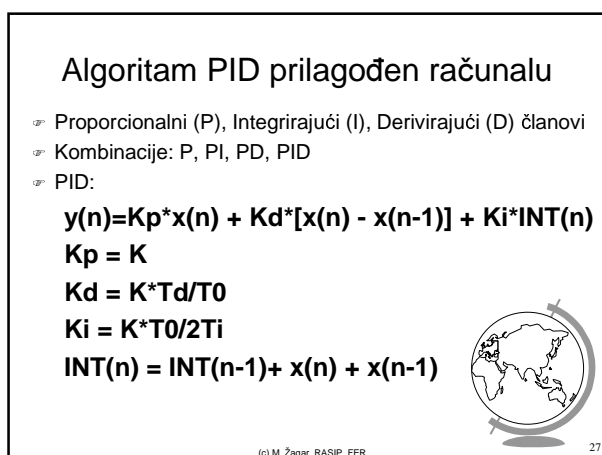 Algoritam PID prilagođen računalu
☞ Proporcionalni (P), Integrirajući (I), Derivirajući (D) članovi
☞ Kombinacije: P, PI, PD, PID
☞ PID:
y(n)=Kp*x(n) + Kd*[x(n) - x(n-1)] + Ki*INT(n)
Kp = K
Kd = K*Td/T0
Ki = K*T0/2Ti
INT(n) = INT(n-1)+ x(n) + x(n-1)
(c) M. Žagar, RASIP, FER
27